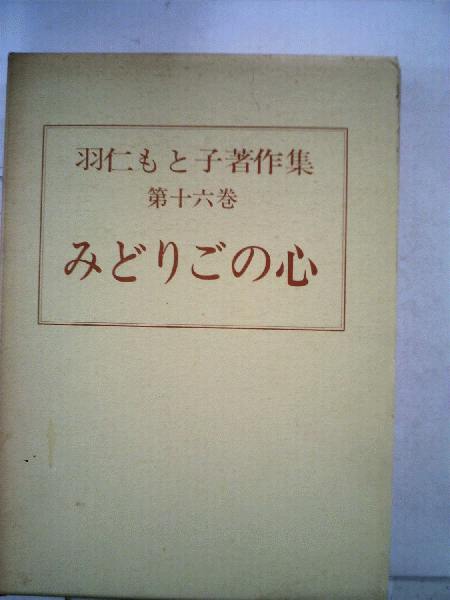 羽仁もと子著作集
第十六巻
みどりごの心